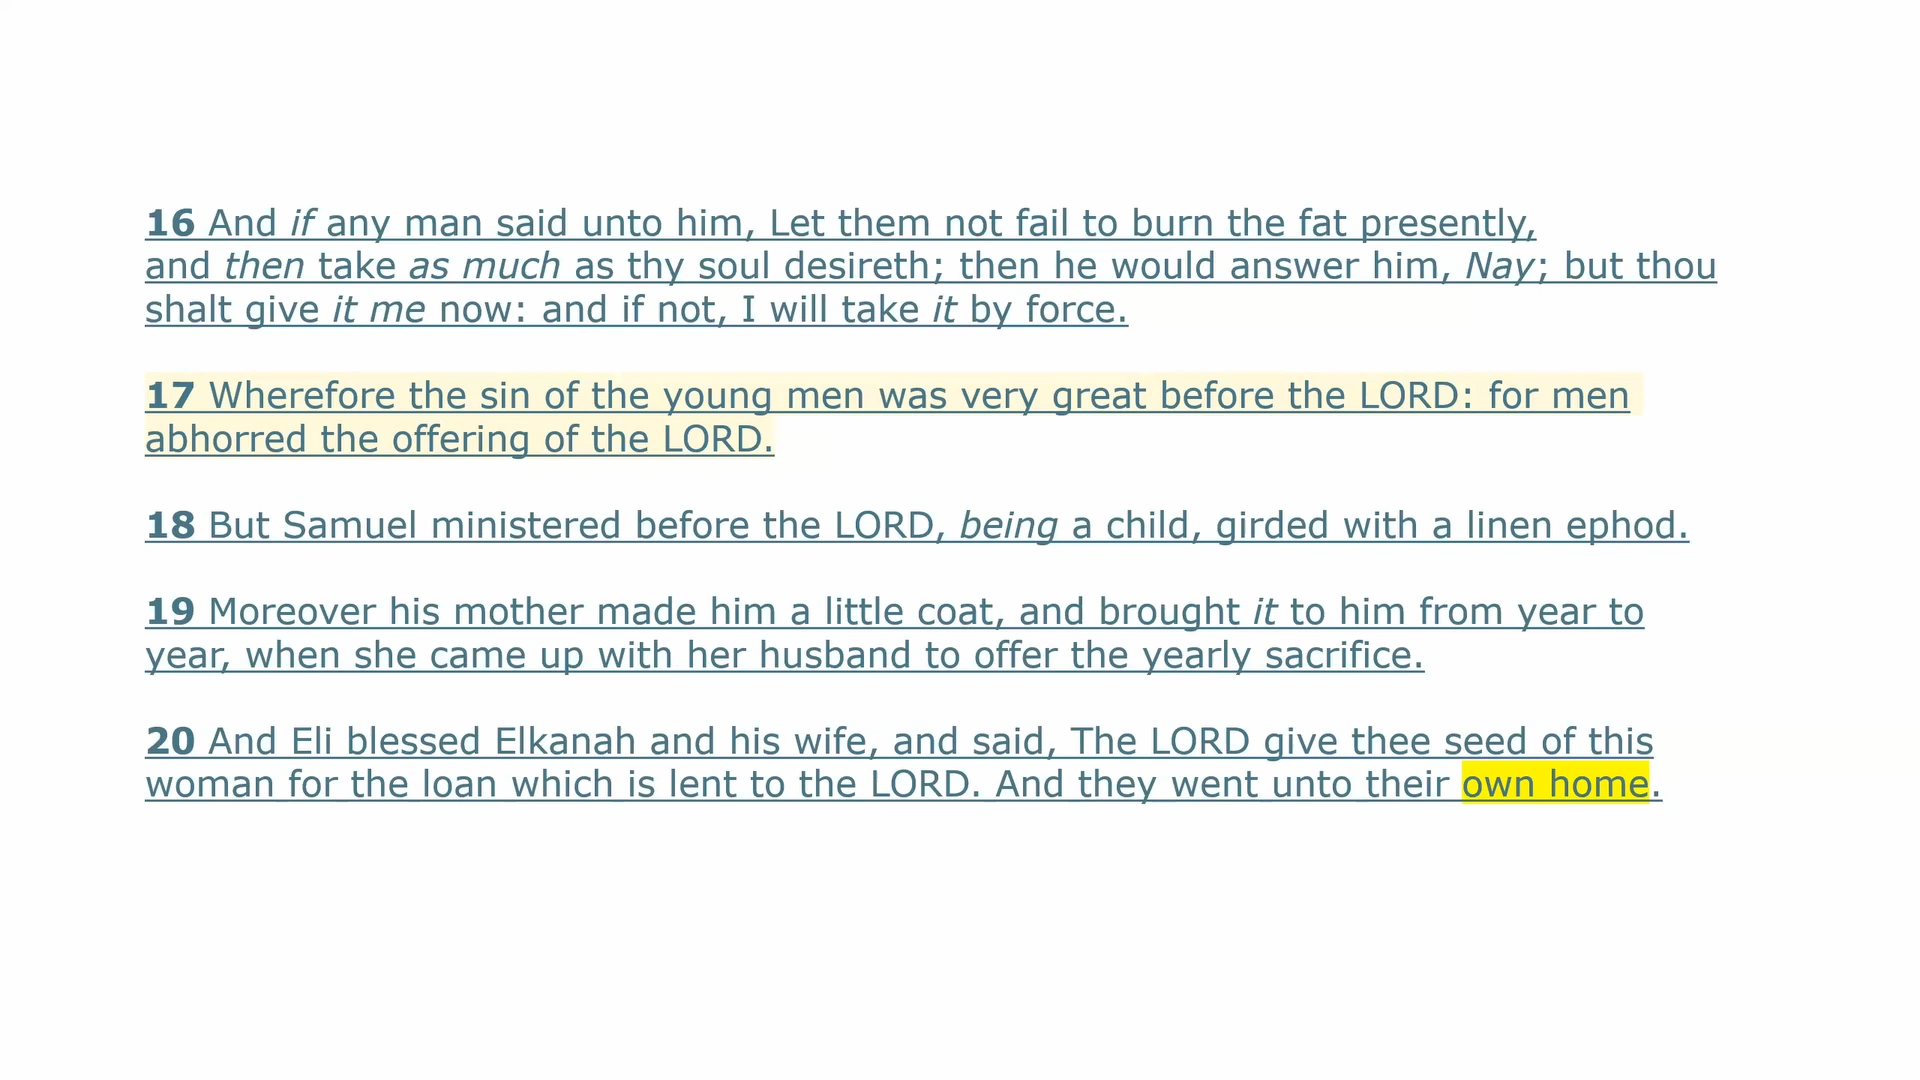 16 And if any man said unto him, Let them not fail to burn the fat presently,
and then take as much as thy soul desireth; then he would answer him, Nay; but thou
shalt give it me now: and if not, I will take it by force.
17 Wherefore the sin of the young men was very great before the LORD: for men
abhorred the offering of the LORD.
18 But Samuel ministered before the LORD, being a child, girded with a linen ephod.
19 Moreover his mother made him a little coat, and brought it to him from year to
year, when she came up with her husband to offer the yearly sacrifice.
20 And Eli blessed Elkanah and his wife, and said, The LORD give thee seed of this
woman for the loan which is lent to the LORD. And they went unto their own home.